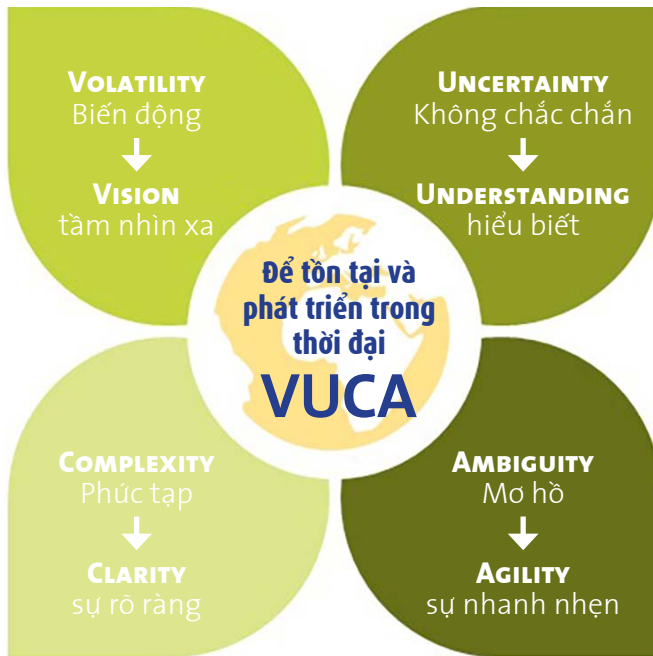 VOLATILITY
Biến động
VISION
tầm nhìn xa
UNCERTAINTY
Không chắc chắn
UNDERSTANDING
hiểu biết
Để tồn tại và
phát triển trong
thời đại
VUCA
COMPLEXITY
Phức tạp
CLARITY
sự rõ ràng
AMBIGUITY
Mơ hồ
AGILITY
sự nhanh nhẹn